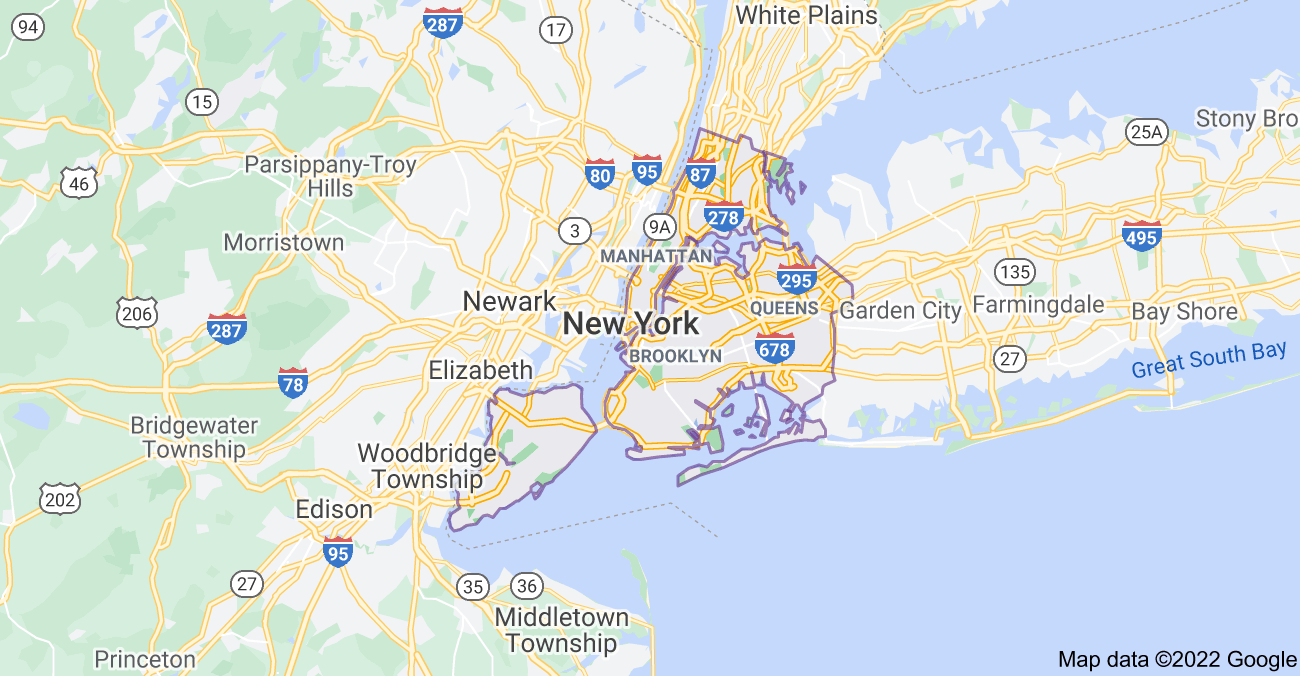 White Plains
94
287
17
15
Stony Bro
25A
Parsippany-Troy
Hills
80
95
87
46
278
3
9A
Morristown
MANHATTAN
495
295
135
Newark
QUEENS
Garden City
Farmingdale
Bay Shore
206
287
New York
678
BROOKLYN
27
Great South Bay
Elizabeth
78
Bridgewater
Township
Woodbridge
Township
202
Edison
95
27
35
36
Middletown
Township
Princeton
Map data ©2022 Google